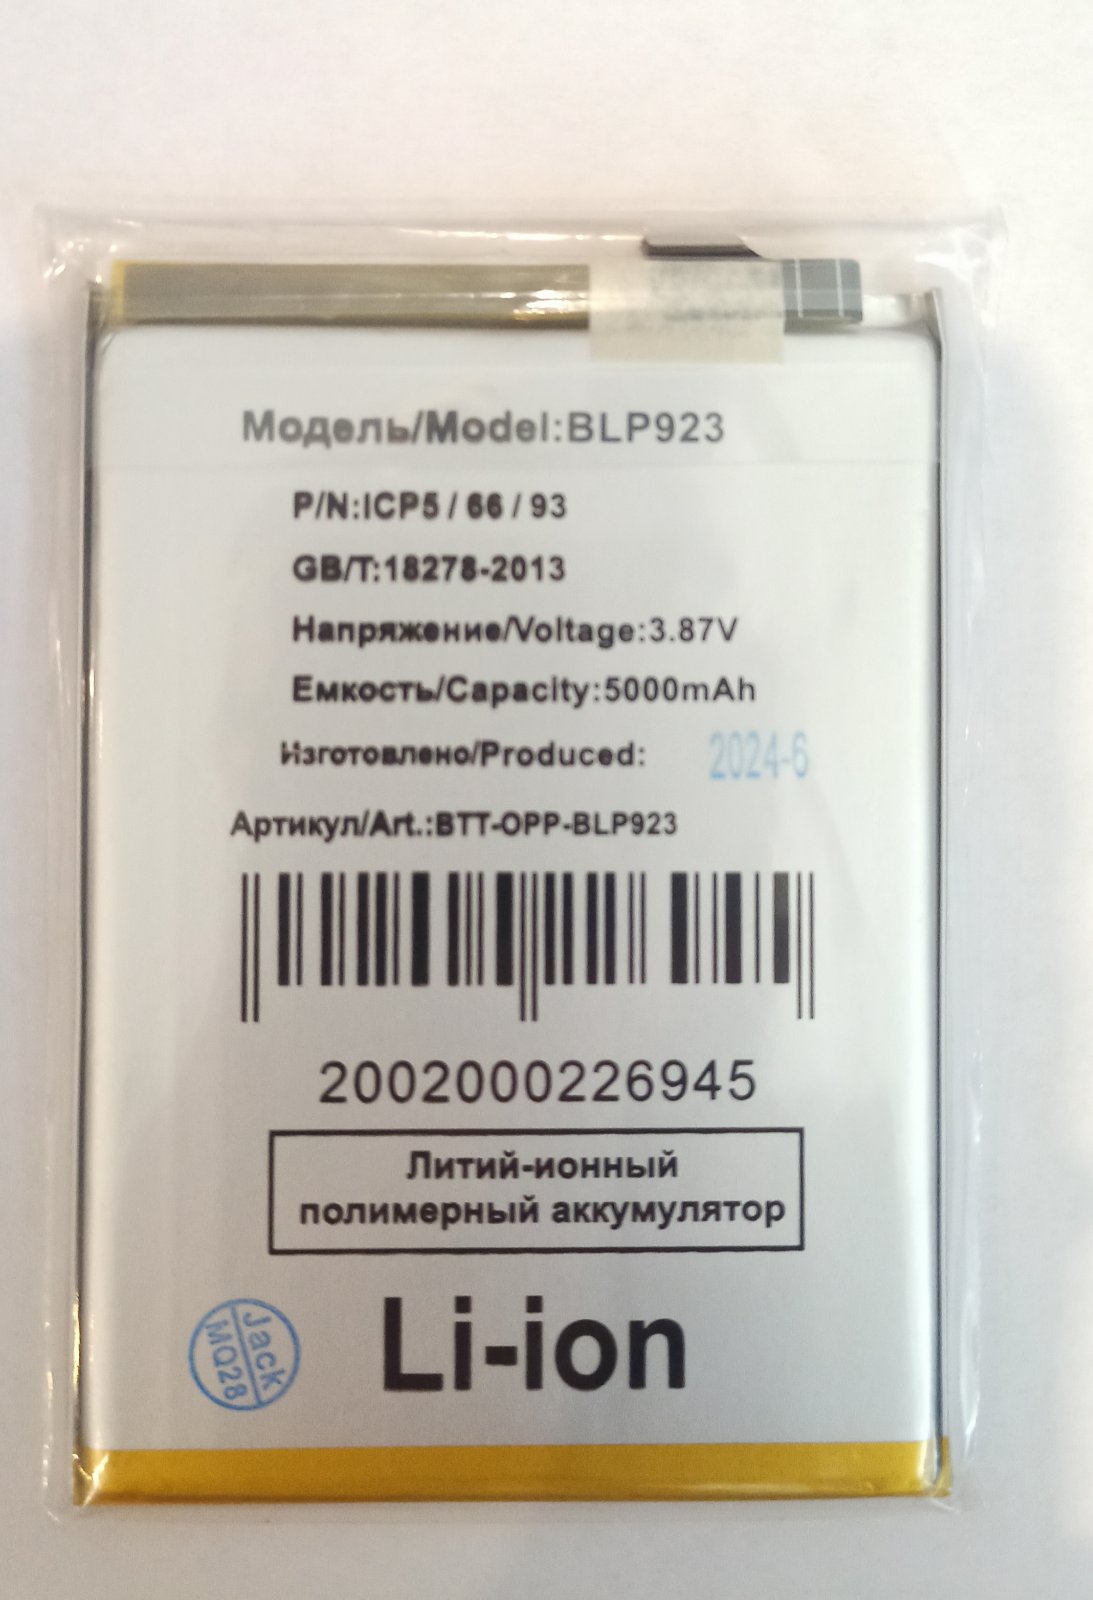 Модель/Model:BLP923
P/N:ICP5 / 66 / 93
GB/T:18278-2013
Напряжение/Voltage:3.87V
Емкость/Capacity:5000mAh
Изготовлено/Produced: 2024-6
Артикул/Art.:BTT-OPP-BLP923
2002000226945
Литий-ионный
полимерный аккумулятор
Li-ion
Jack
MQ28